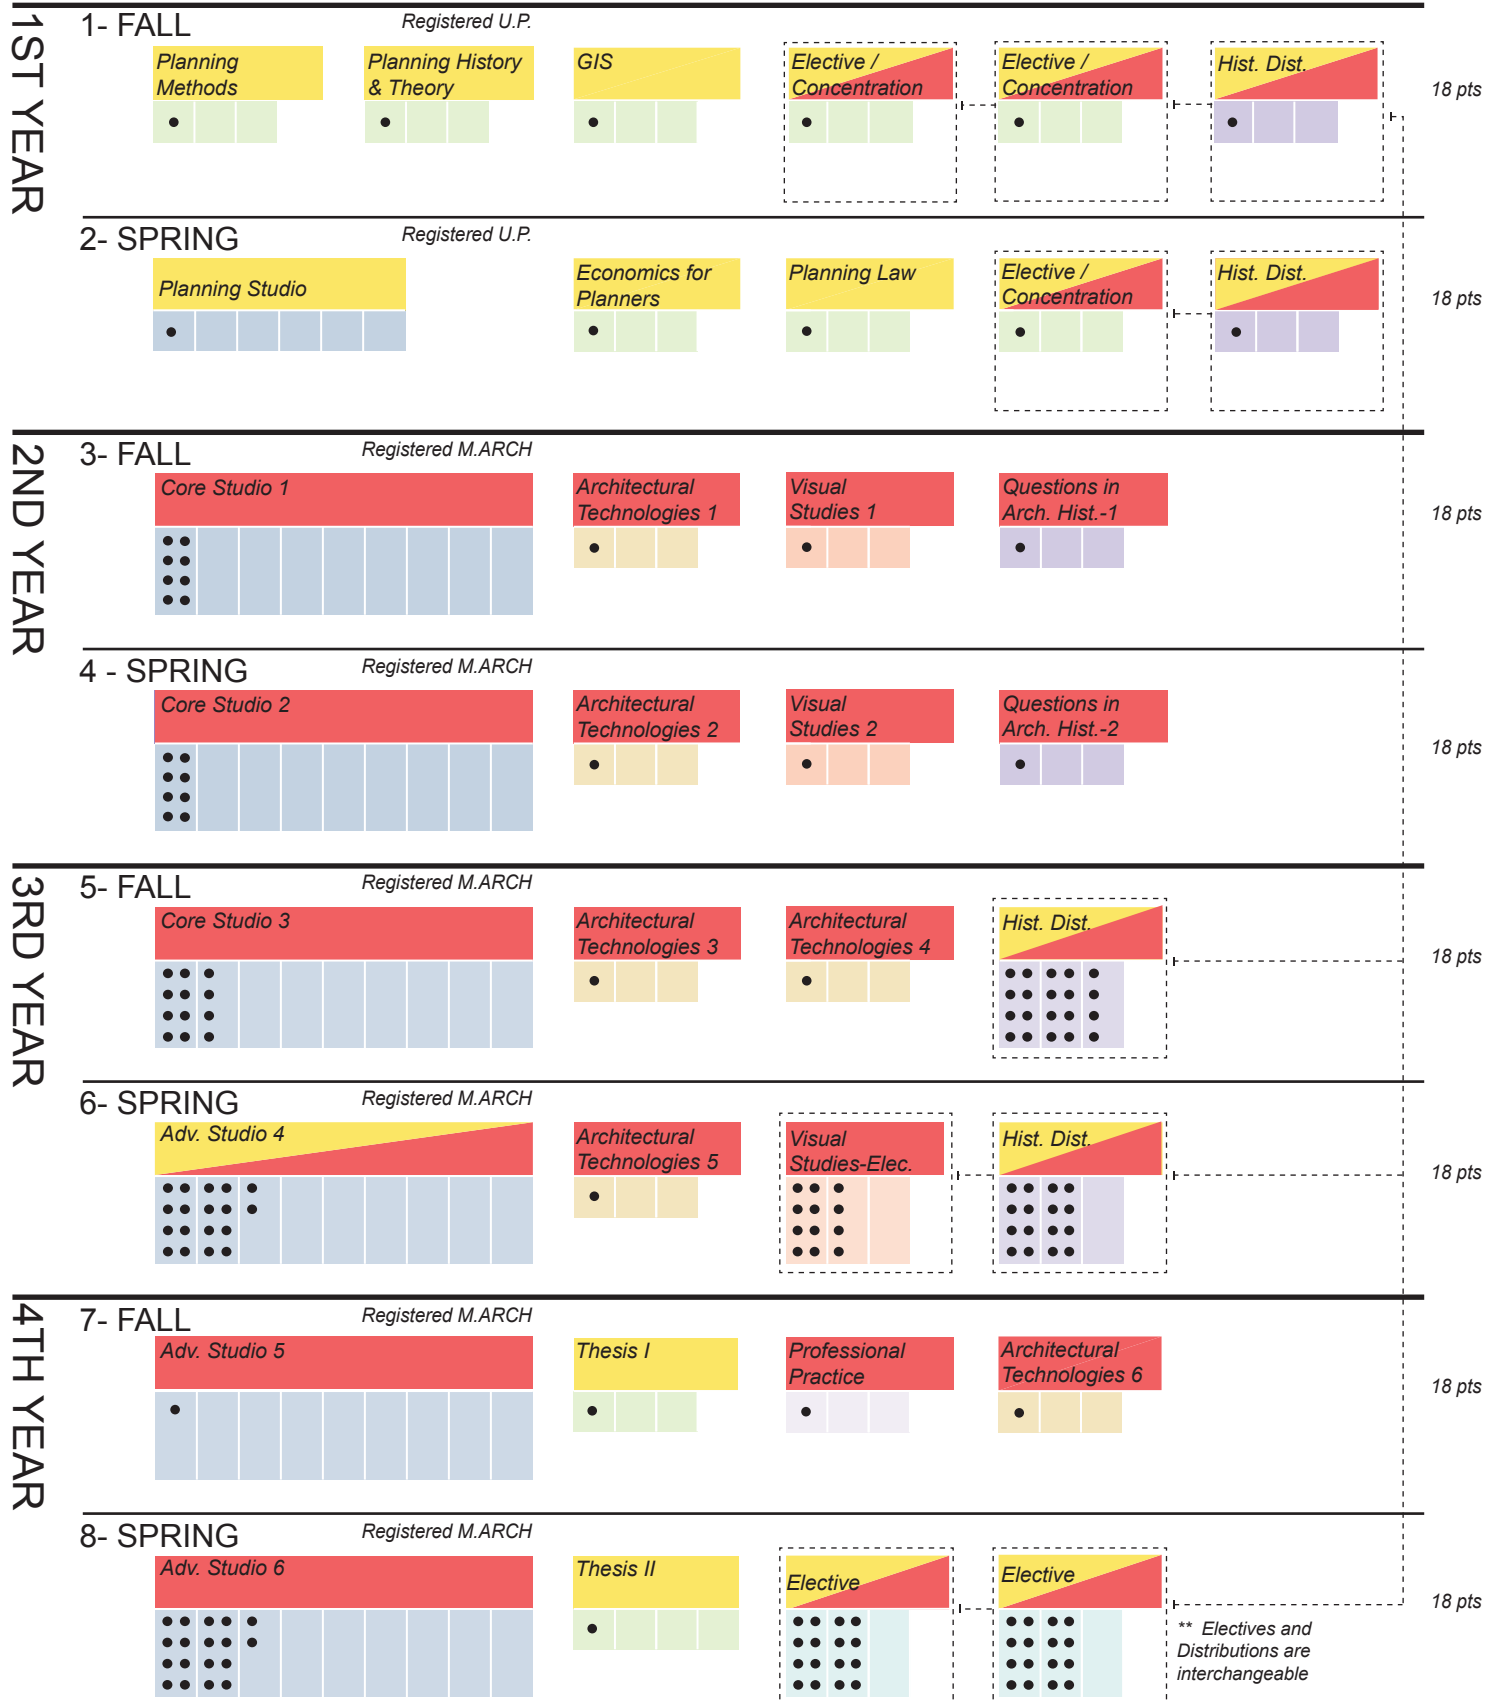 1ST YEAR
1- FALL
Registered U.P.
Planning
Methods
Planning History
& Theory
GIS
Elective /
Concentration
Elective /
Concentration
Hist. Dist.
18 pts
2- SPRING
Registered U.P.
Planning Studio
Economics for
Planners
Planning Law
Elective /
Concentration
Hist. Dist.
18 pts
2ND YEAR
3- FALL
Registered M.ARCH
Core Studio 1
Architectural
Technologies 1
Visual
Studies 1
Questions in
Arch. Hist.-1
18 pts
4 - SPRING
Registered M.ARCH
Core Studio 2
Architectural
Technologies 2
Visual
Studies 2
Questions in
Arch. Hist.-2
18 pts
3RD YEAR
5- FALL
Registered M.ARCH
Core Studio 3
Architectural
Technologies 3
Architectural
Technologies 4
Hist. Dist.
18 pts
6- SPRING
Registered M.ARCH
Adv. Studio 4
Architectural
Technologies 5
Visual
Studies-Elec.
Hist. Dist.
18 pts
4TH YEAR
7- FALL
Registered M.ARCH
Adv. Studio 5
Thesis I
Professional
Practice
Architectural
Technologies 6
18 pts
8- SPRING
Registered M.ARCH
Adv. Studio 6
Thesis II
Elective
Elective
18 pts
** Electives and
Distributions are
interchangeable